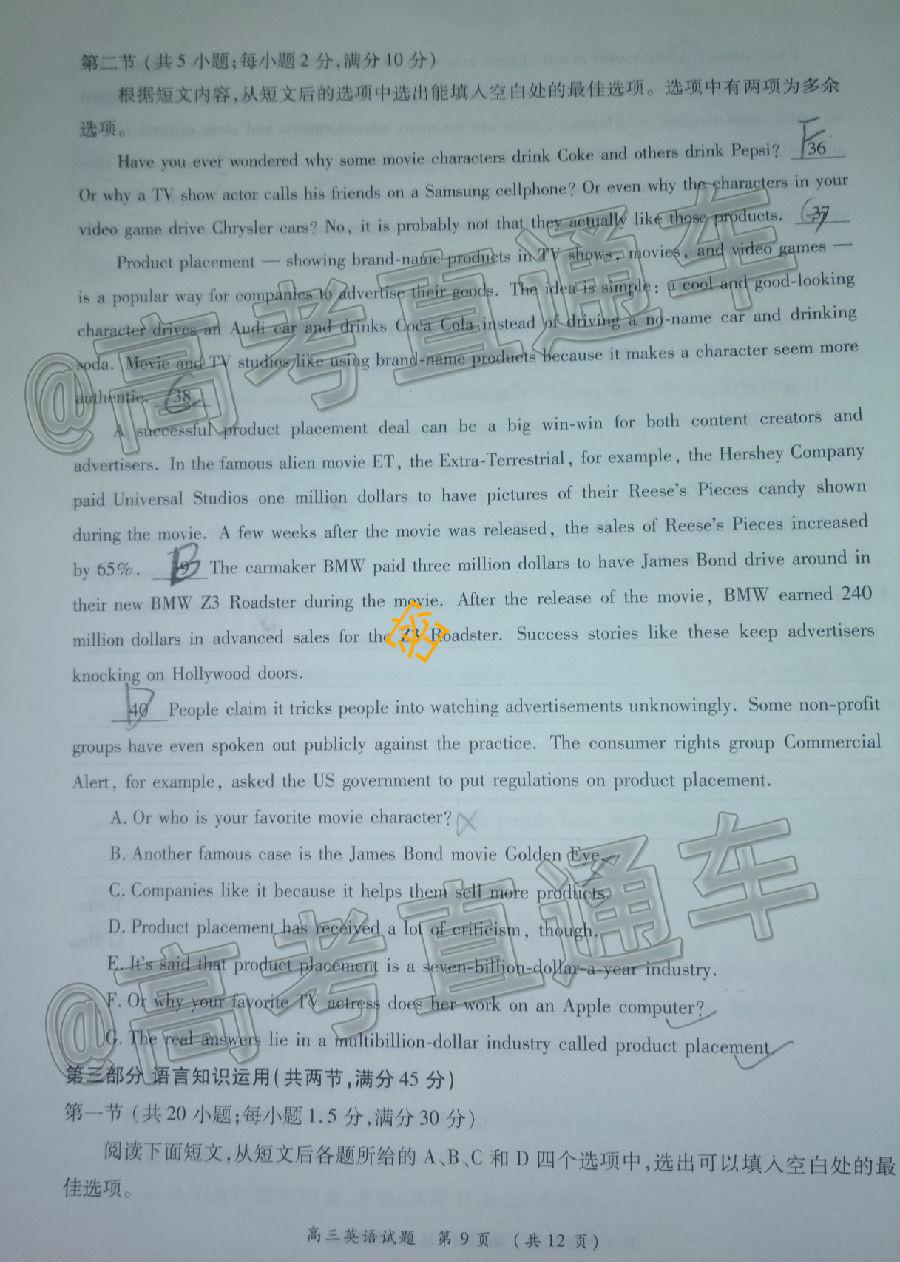 第二节 (共5小题;每小题2分,满分10分)
根据短文内容,从短文后的选项中选出能填入空白处的最佳选项。选项中有两项为多余
选项。
Have you ever wondered why some movie characters drink Coke and others drink Pepsi? F 36
Or why a TV show actor calls his friends on a Samsung cellphone? Or even why the characters in your
video game drive Chrysler cars? No, it is probably not that they actually like those products. G 37
Product placement — showing brand-name products in TV shows, movies, and video games —
is a popular way for companies to advertise their goods. The idea is simple: a cool and good-looking
character drives an Audi car and drinks Coca Cola instead of driving a no-name car and drinking
soda. Movie and TV studios like using brand-name products because it makes a character seem more
authentic. C 38
A successful product placement deal can be a big win-win for both content creators and
advertisers. In the famous alien movie ET, the Extra-Terrestrial, for example, the Hershey Company
paid Universal Studios one million dollars to have pictures of their Reese's Pieces candy shown
during the movie. A few weeks after the movie was released, the sales of Reese's Pieces increased
by 65%. B 39 The carmaker BMW paid three million dollars to have James Bond drive around in
their new BMW Z3 Roadster during the movie. After the release of the movie, BMW earned 240
million dollars in advanced sales for the Z3 Roadster. Success stories like these keep advertisers
knocking on Hollywood doors.
D 40 People claim it tricks people into watching advertisements unknowingly. Some non-profit
groups have even spoken out publicly against the practice. The consumer rights group Commercial
Alert, for example, asked the US government to put regulations on product placement.
A. Or who is your favorite movie character?
B. Another famous case is the James Bond movie Golden Eye.
C. Companies like it because it helps them sell more products.
D. Product placement has received a lot of criticism, though.
E. It's said that product placement is a seven-billion-dollar-a-year industry.
F. Or why your favorite TV actress does her work on an Apple computer?
G. The real answers lie in a multibillion-dollar industry called product placement.
第三部分 语言知识运用(共两节,满分45分)
第一节 (共20小题;每小题1.5分,满分30分)
阅读下面短文,从短文后各题所给的A、B、C和D四个选项中,选出可以填入空白处的最
佳选项。
高三英语试题 第9页 (共12页)
@高考直通车
@高考直通车